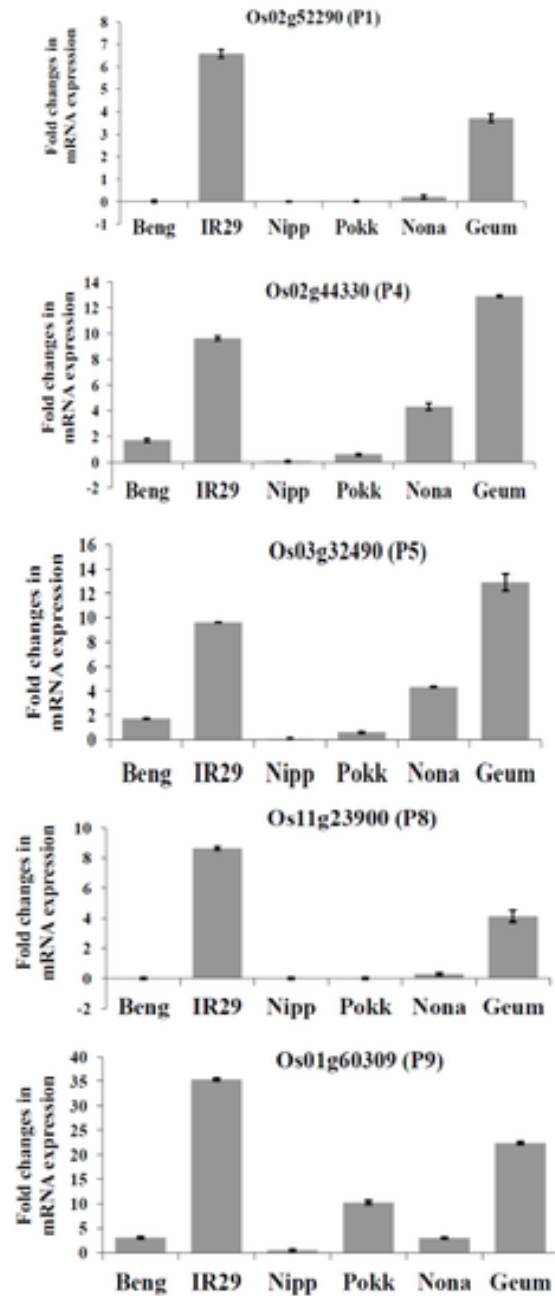 Os02g52290 (P1)
Fold changes in
mRNA expression
8
7
6
5
4
3
2
1
0
-1
Beng IR29 Nipp Pokk Nona Geum
Os02g44330 (P4)
Fold changes in
mRNA expression
14
12
10
8
6
4
2
0
-2
Beng IR29 Nipp Pokk Nona Geum
Os03g32490 (P5)
Fold changes in
mRNA expression
16
14
12
10
8
6
4
2
0
Beng IR29 Nipp Pokk Nona Geum
Os11g23900 (P8)
Fold changes in
mRNA expression
10
8
6
4
2
0
-2
Beng IR29 Nipp Pokk Nona Geum
Os01g60309 (P9)
Fold changes in
mRNA expression
40
35
30
25
20
15
10
5
0
Beng IR29 Nipp Pokk Nona Geum